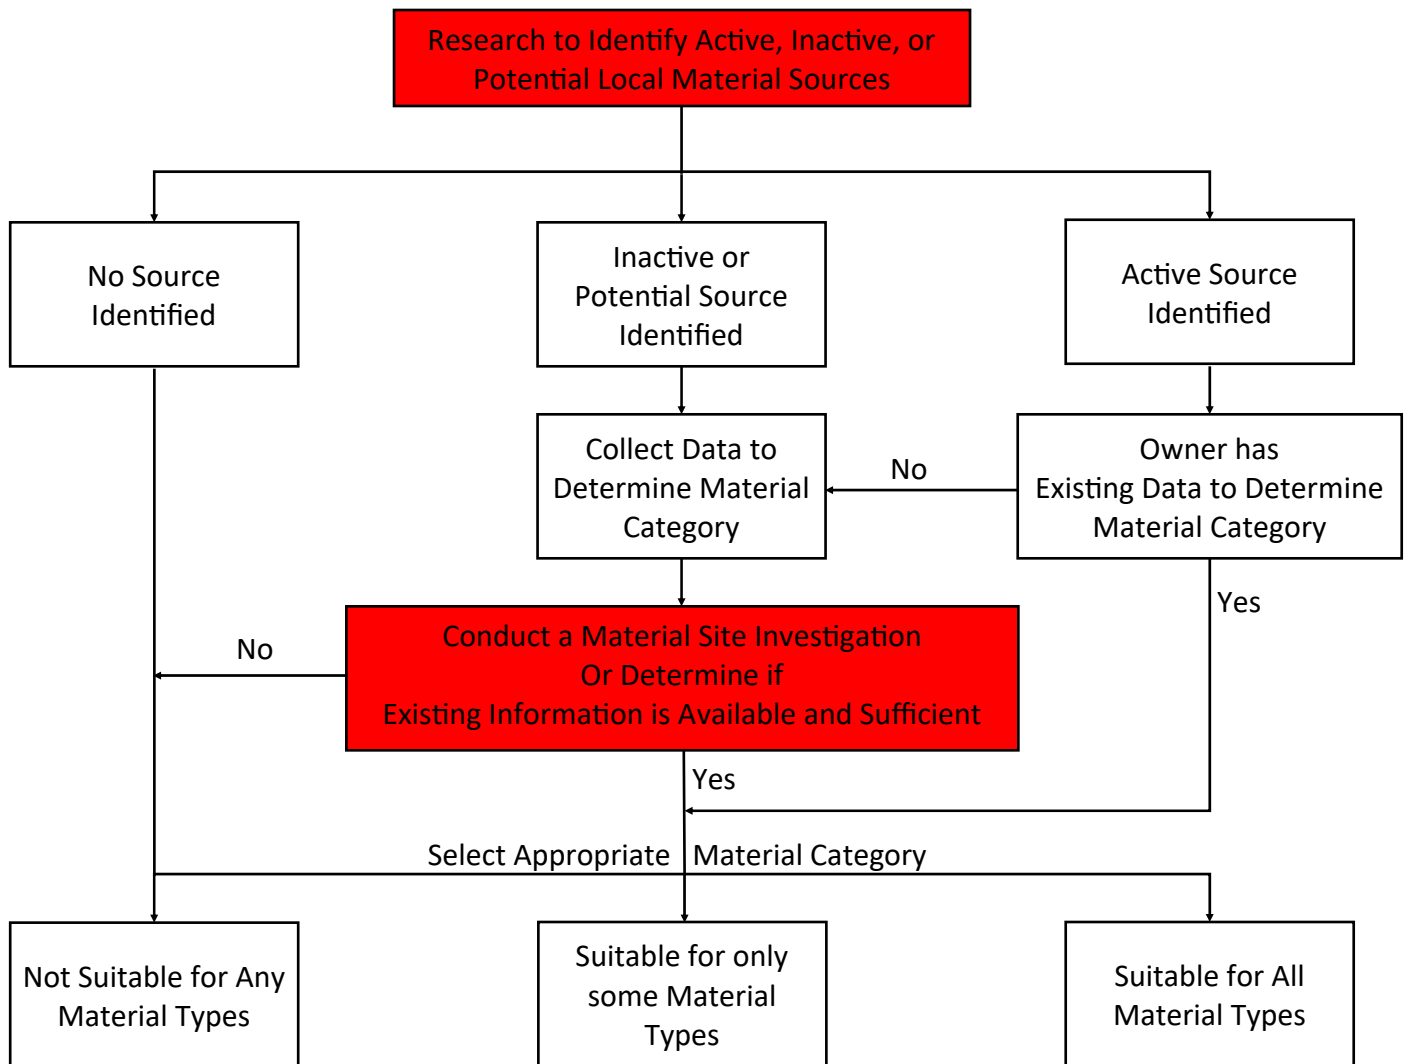 Research to Identify Active, Inactive, or
Potential Local Material Sources
No Source
Identified
Inactive or
Potential Source
Identified
Active Source
Identified
Collect Data to
Determine Material
Category
No
Owner has
Existing Data to Determine
Material Category
Yes
No
Conduct a Material Site Investigation
Or Determine if
Existing Information is Available and Sufficient
Yes
Select Appropriate Material Category
Not Suitable for Any
Material Types
Suitable for only
some Material
Types
Suitable for All
Material Types